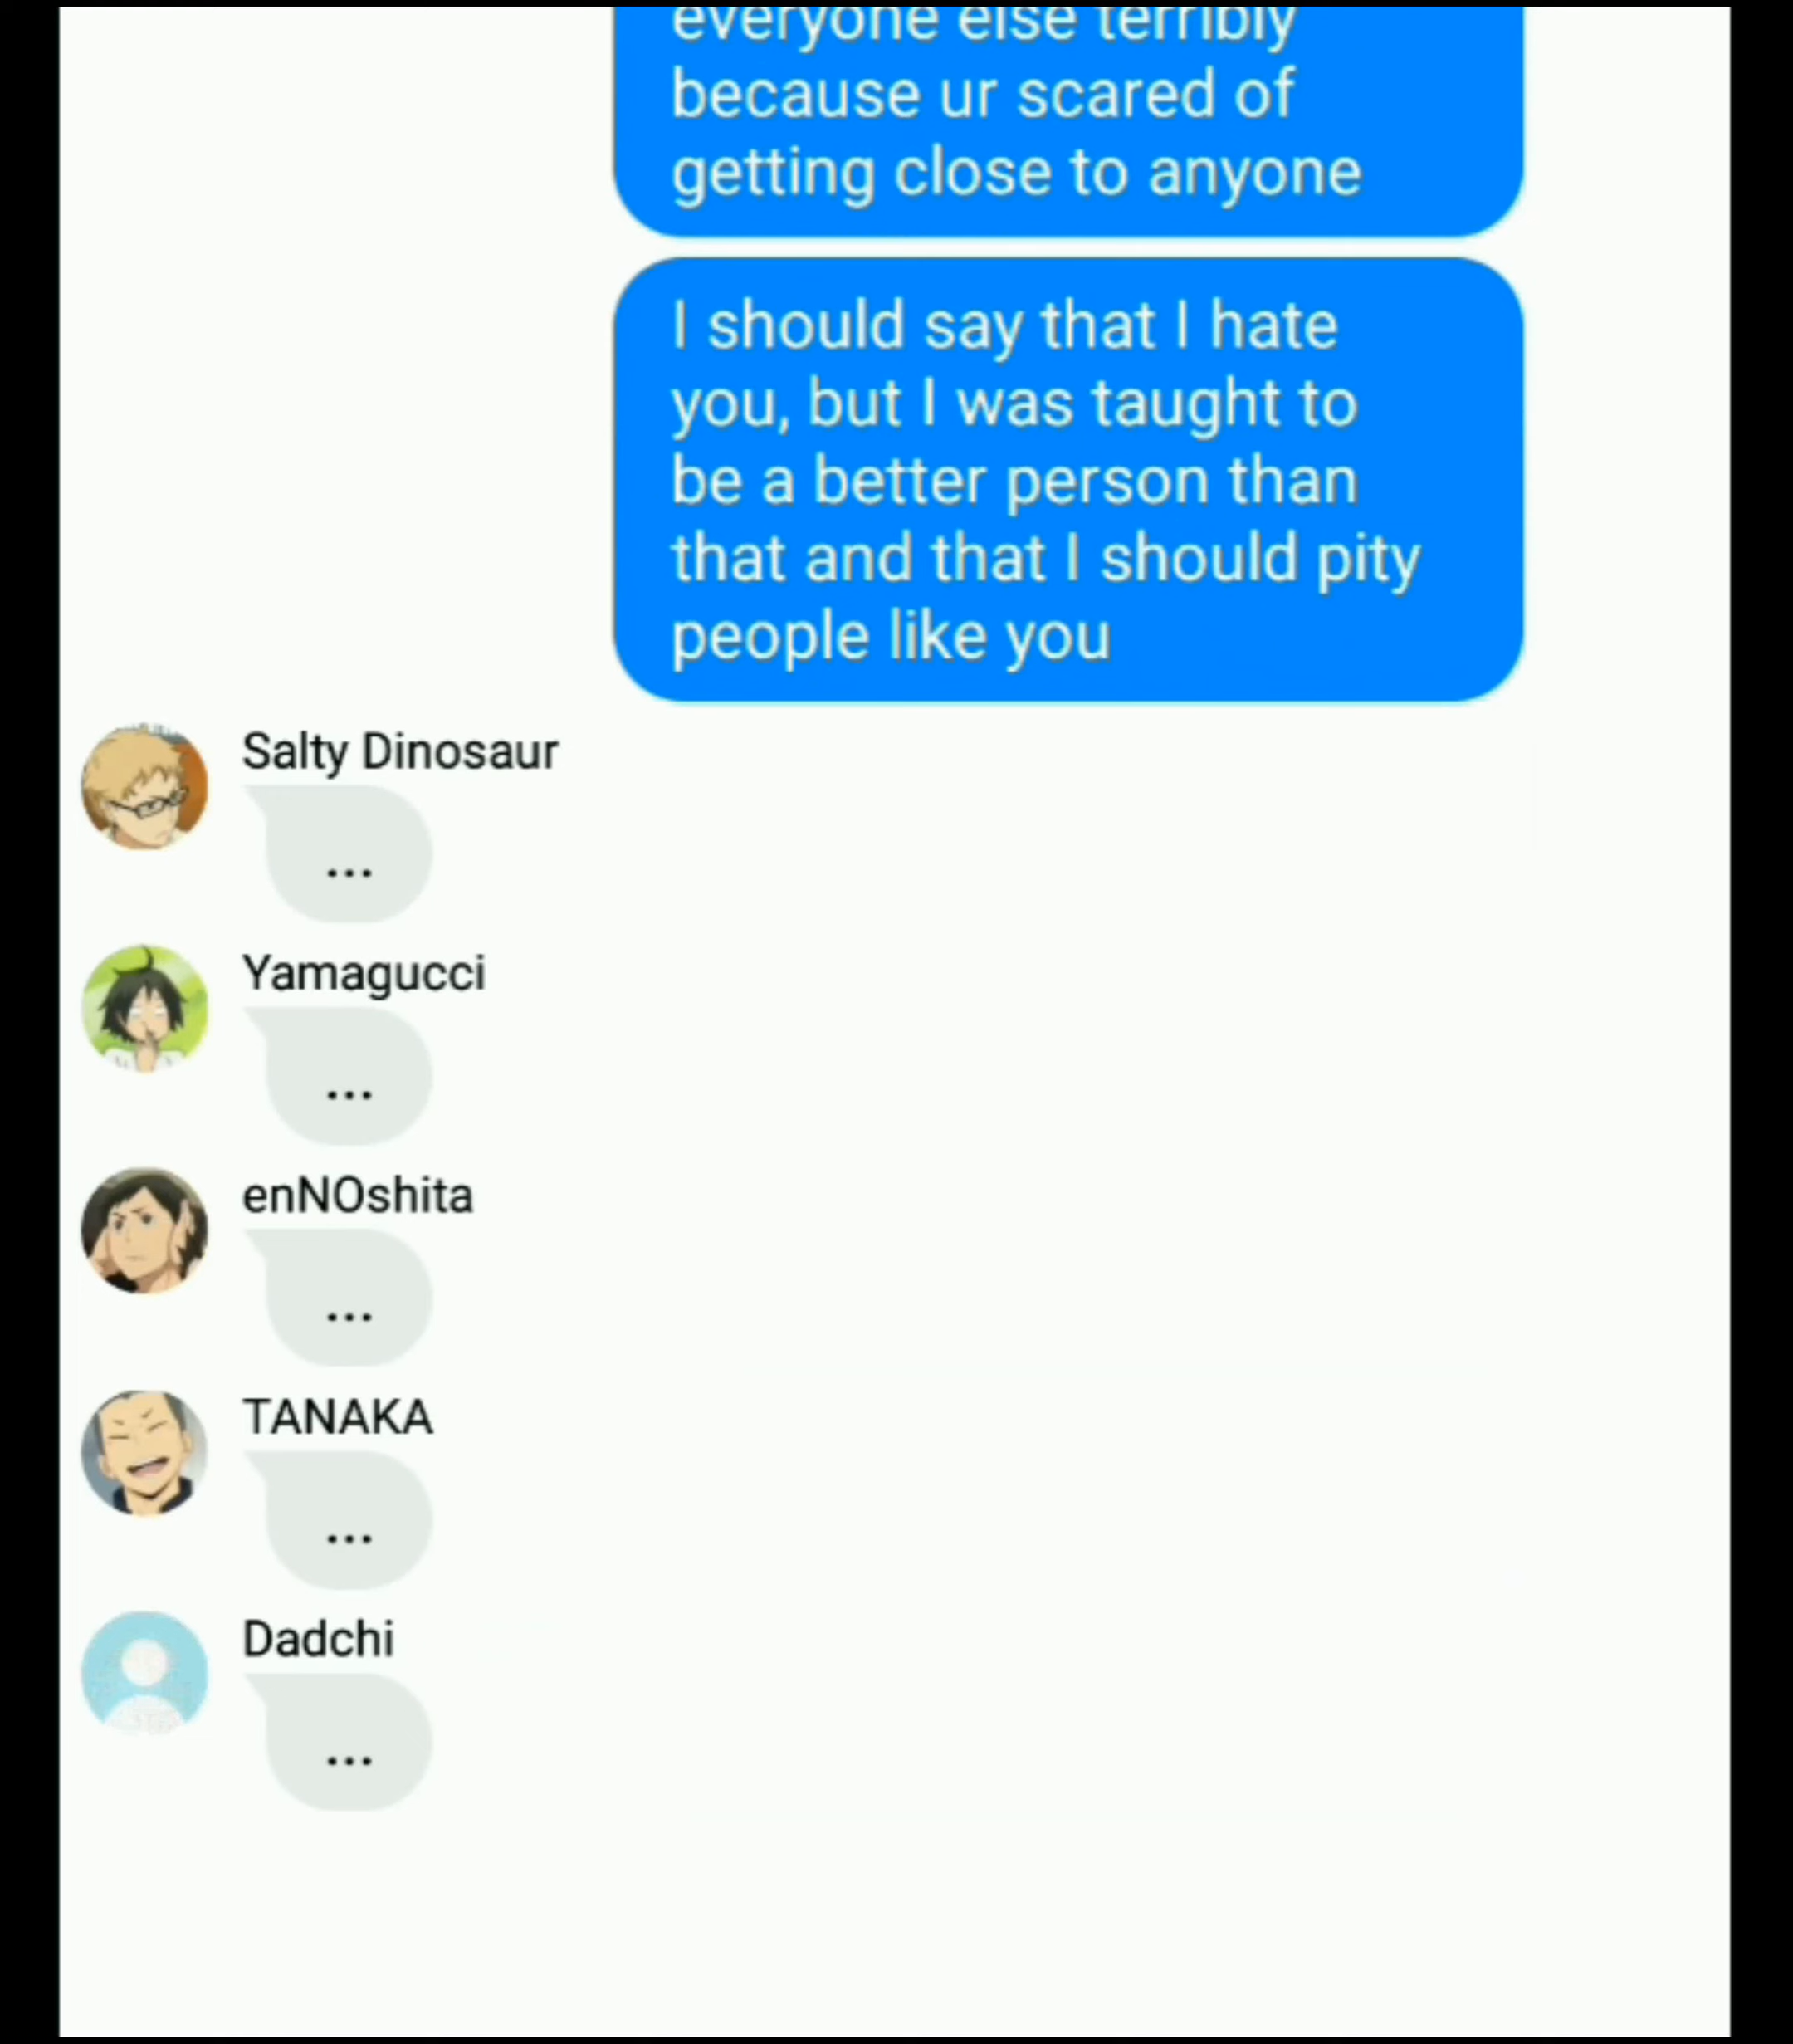 everyone else terribly
because ur scared of
getting close to anyone
I should say that I hate
you, but I was taught to
be a better person than
that and that I should pity
people like you
Salty Dinosaur
...
Yamagucci
...
enNOshita
...
TANAKA
...
Dadchi
...